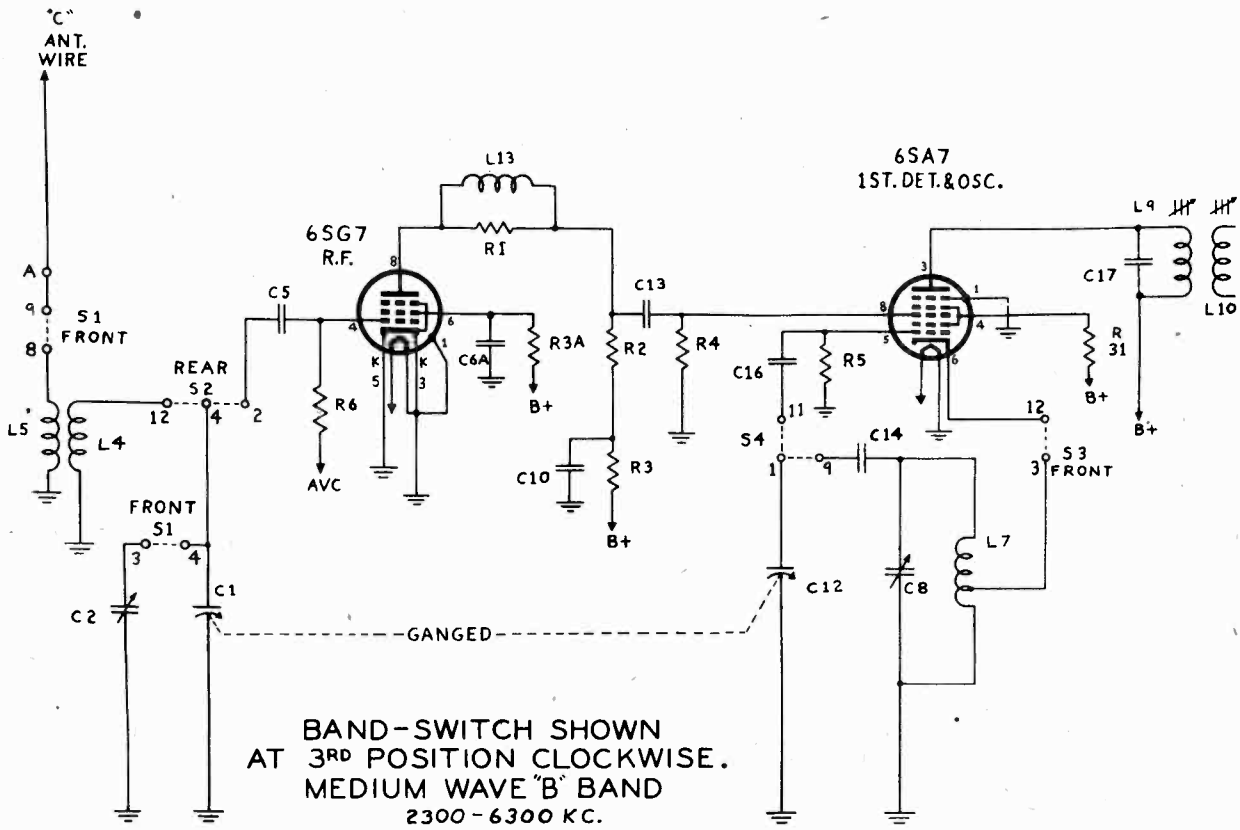 "C"
ANT.
WIRE
A
9
S1
FRONT
8
L5
L4
REAR
S2
12
4
2
FRONT
S1
3
4
C2
C1
C5
R6
AVC
6SG7
R.F.
8
4
6
K
K
1
5
3
L13
R1
C6A
R3A
B+
R2
C10
R3
B+
C13
R4
6SA7
1ST. DET.&OSC.
3
1
8
4
5
6
C16
R5
11
S4
1
9
C14
C12
C8
L7
12
S3
3
FRONT
R
31
B+
C17
B+
L9
L10
GANGED
BAND-SWITCH SHOWN
AT 3RD POSITION CLOCKWISE.
MEDIUM WAVE "B" BAND
2300-6300 KC.